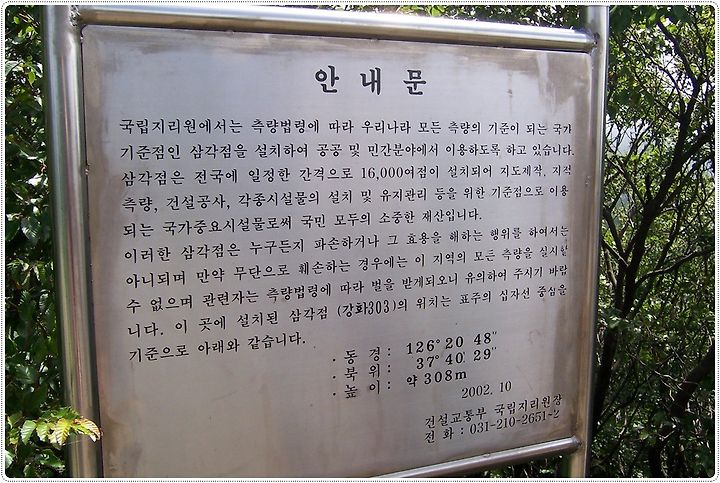 안 내 문
국립지리원에서는 측량법령에 따라 우리나라 모든 측량의 기준이 되는 국가
기준점인 삼각점을 설치하여 공공 및 민간분야에서 이용하도록 하고 있습니다.
삼각점은 전국에 일정한 간격으로 16,000여점이 설치되어 지도제작, 지적
측량, 건설공사, 각종시설물의 설치 및 유지관리 등을 위한 기준점으로 이용
되는 국가중요시설물로써 국민 모두의 소중한 재산입니다.
이러한 삼각점은 누구든지 파손하거나 그 효용을 해하는 행위를 하여서는
아니되며 만약 무단으로 훼손하는 경우에는 이 지역의 모든 측량을 실시할
수 없으며 관련자는 측량법령에 따라 벌을 받게되오니 유의하여 주시기 바랍
니다. 이 곳에 설치된 삼각점 (강화303)의 위치는 표주의 십자선 중심을
기준으로 아래와 같습니다.
. 동 경 : 126° 20′ 48″
. 북 위 : 37° 40′ 29″
. 높 이 : 약 308m
2002. 10
건설교통부 국립지리원장
전 화 : 031-210-2651~2